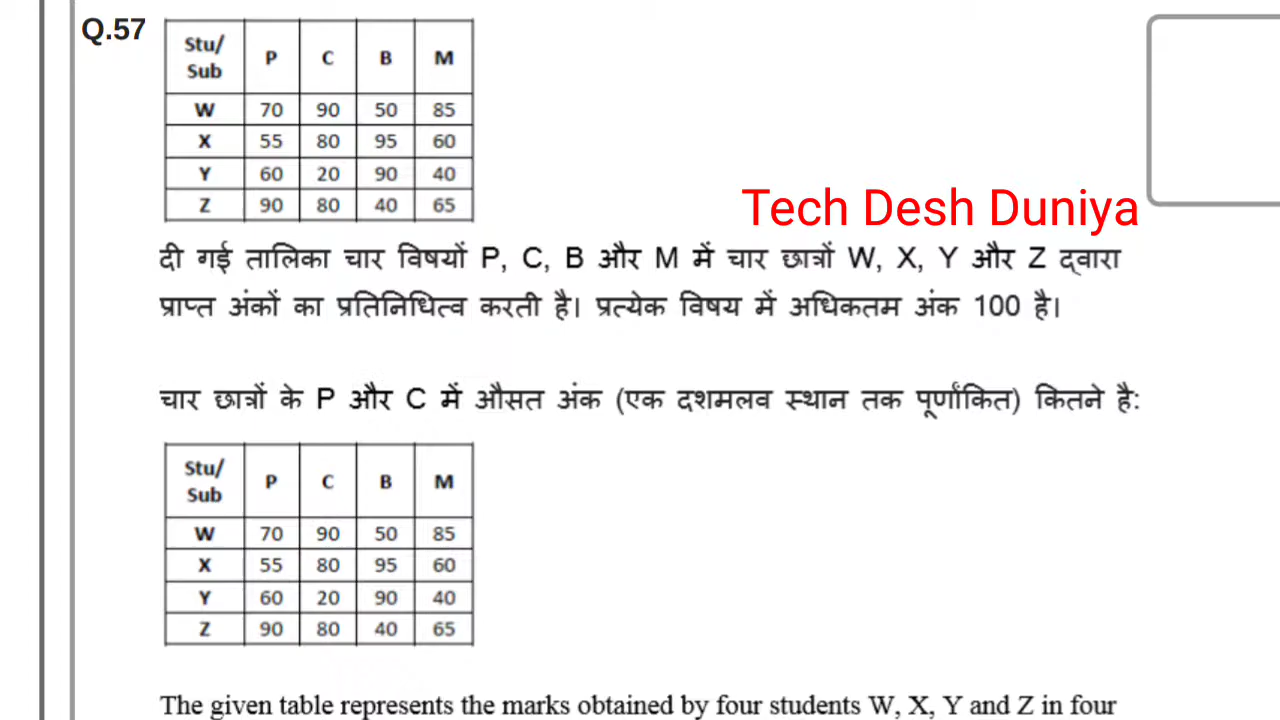 Q.57
Stu/ Sub P C B M
W 70 90 50 85
X 55 80 95 60
Y 60 20 90 40
Z 90 80 40 65
Tech Desh Duniya
दी गई तालिका चार विषयों P, C, B और M में चार छात्रों W, X, Y और Z द्वारा
प्राप्त अंकों का प्रतिनिधित्व करती है। प्रत्येक विषय में अधिकतम अंक 100 है।
चार छात्रों के P और C में औसत अंक (एक दशमलव स्थान तक पूर्णांकित) कितने है:
Stu/ Sub P C B M
W 70 90 50 85
X 55 80 95 60
Y 60 20 90 40
Z 90 80 40 65
The given table represents the marks obtained by four students W, X, Y and Z in four